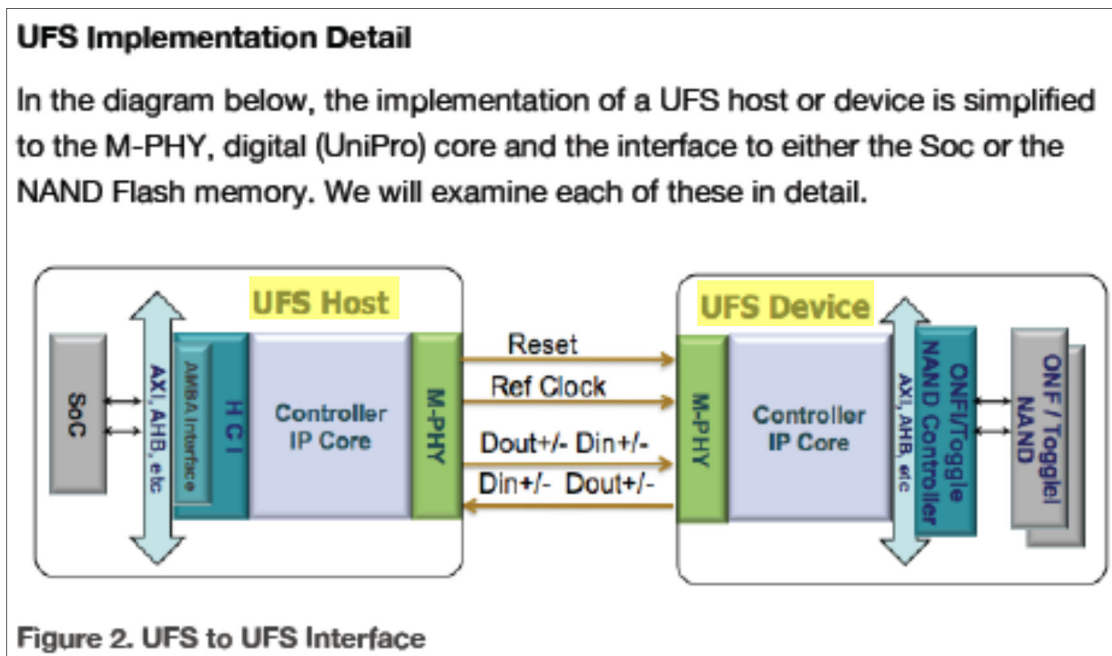 UFS Implementation Detail
In the diagram below, the implementation of a UFS host or device is simplified
to the M-PHY, digital (UniPro) core and the interface to either the Soc or the
NAND Flash memory. We will examine each of these in detail.
UFS Host
SoC
AXI, AHB, etc
AMBA Interface
HCI
Controller
IP Core
M-PHY
Reset
Ref Clock
Dout+/- Din+/-
Din+/- Dout+/-
UFS Device
M-PHY
Controller
IP Core
AXI, AHB, etc
ONFI/Toggle
NAND Controller
ONF / Togglel
NAND
Figure 2. UFS to UFS Interface